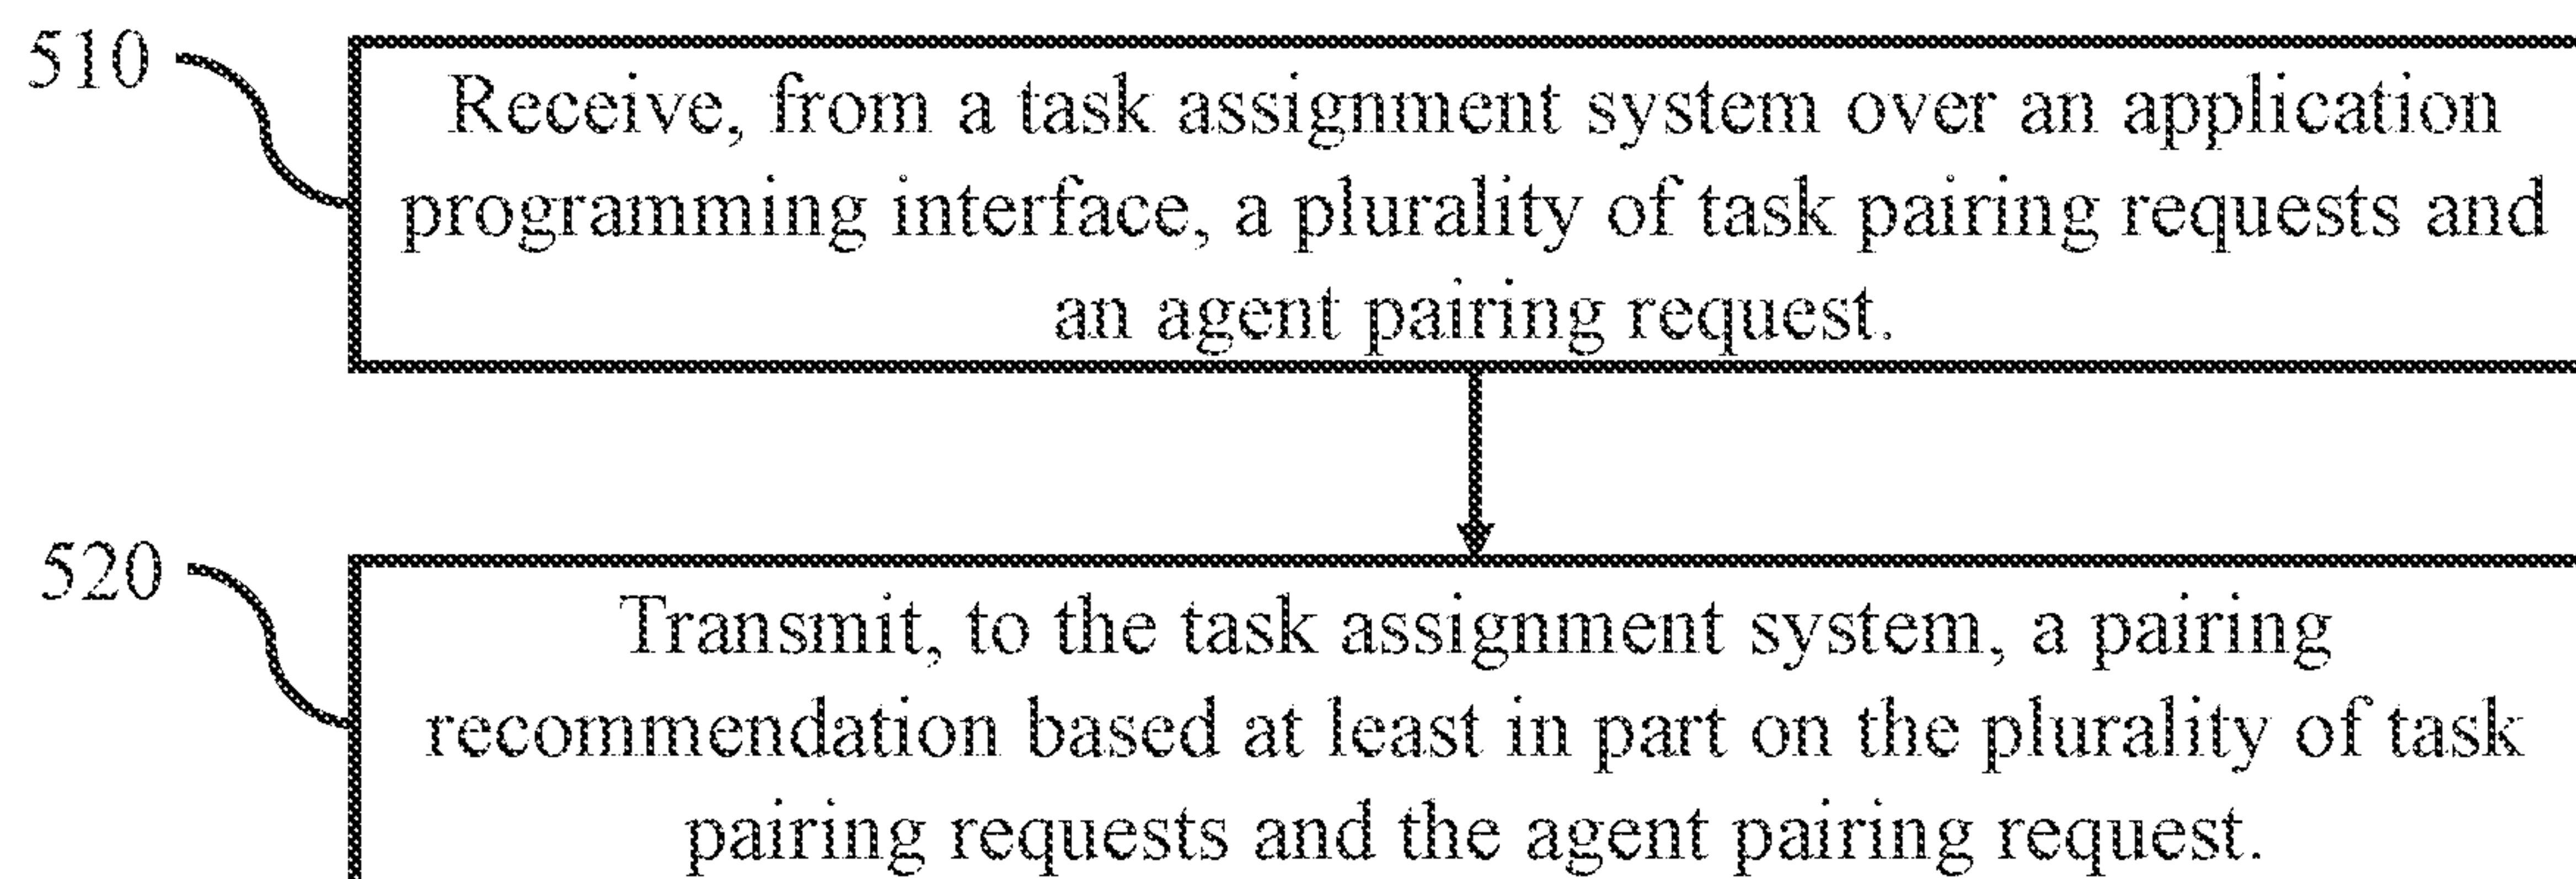 510
Receive, from a task assignment system over an application
programming interface, a plurality of task pairing requests and
an agent pairing request.
520
Transmit, to the task assignment system, a pairing
recommendation based at least in part on the plurality of task
pairing requests and the agent pairing request.